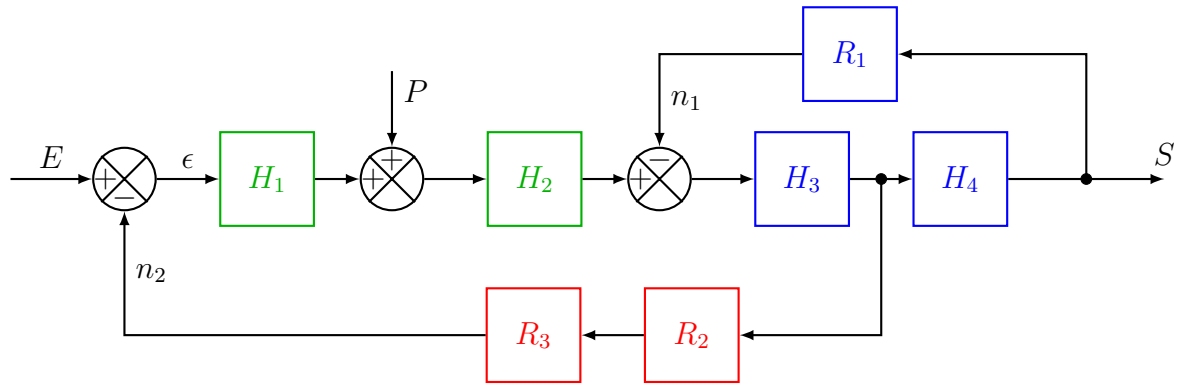 R₁
n₁
P
E
ϵ
S
+
−
H₁
+
+
H₂
+
−
H₃
H₄
n₂
R₃
R₂